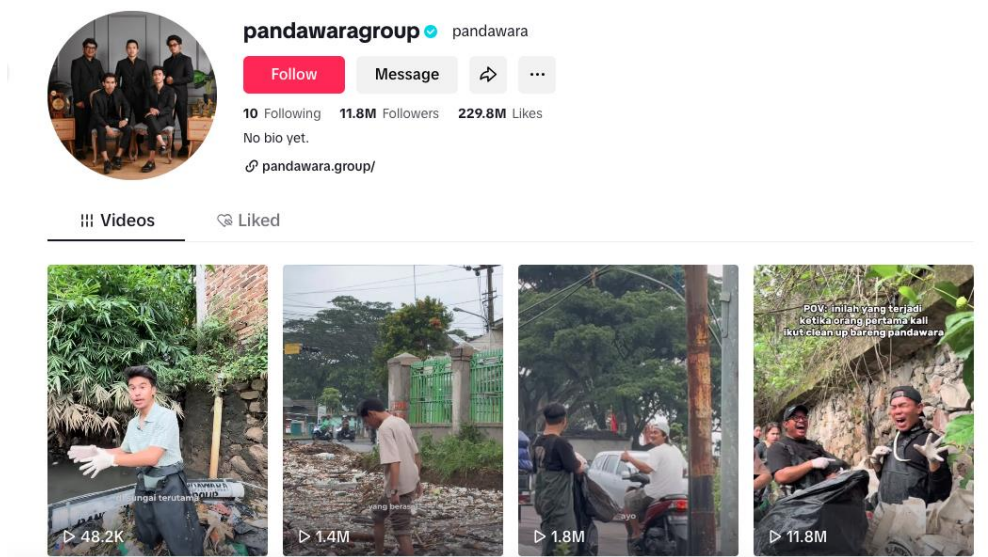 pandawaragroup pandawara
Follow Message
10 Following 11.8M Followers 229.8M Likes
No bio yet.
pandawara.group/
Videos Liked
sungai terutama
48.2K
yang berasal
1.4M
ayo
1.8M
POV: inilah yang terjadi
ketika orang pertama kali
ikut clean up bareng pandawara
11.8M